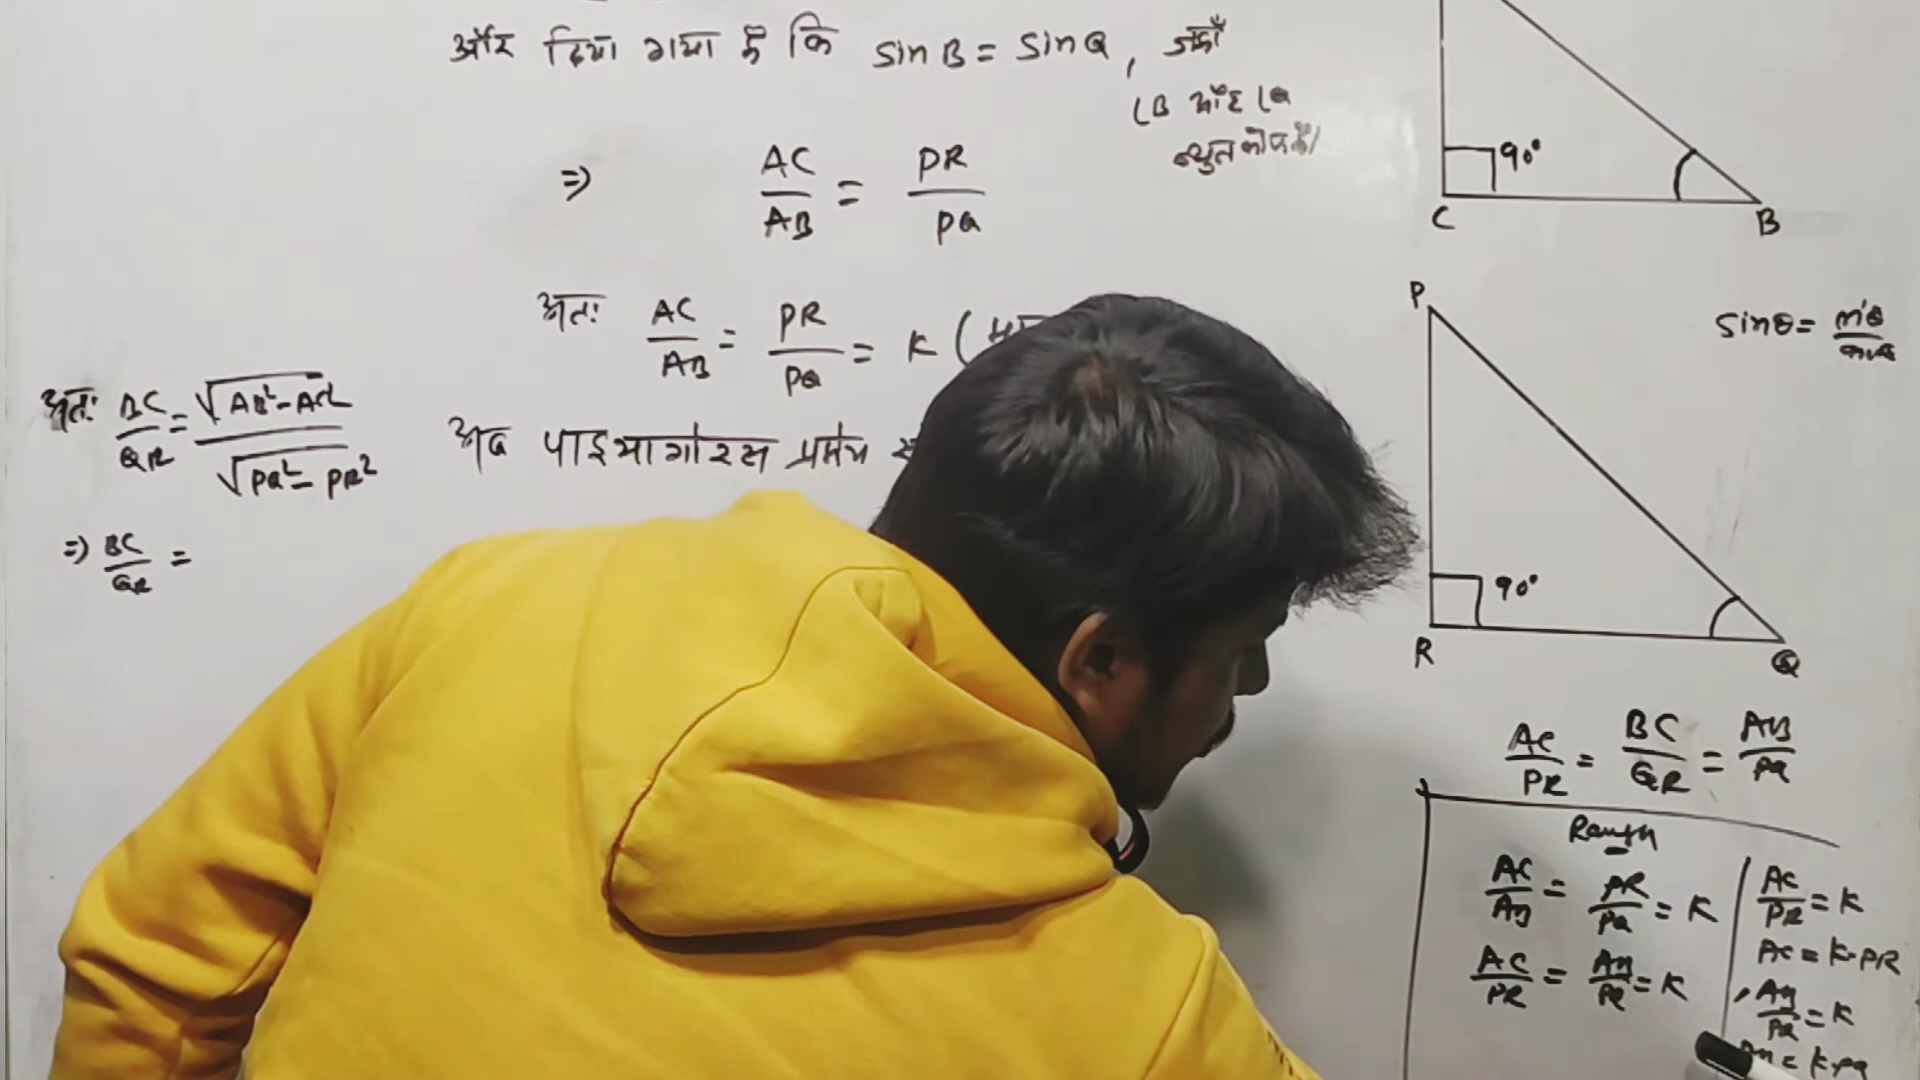 और दिया गया है कि sin B = sin Q, जहाँ
∠B और ∠Q
न्यून कोण हैं।
⇒ AC/AB = PR/PQ
अतः AC/AB = PR/PQ = K (
अब पाइथागोरस प्रमेय स
अतः BC/QR = √AB²-AC² / √PQ²-PR²
⇒ BC/QR =
90°
C B
P
sinθ =
90°
R Q
AC/PR = BC/QR = AB/PQ
Rough
AC/AB = PR/PQ = K
AC/PR = AB/PQ = K
AC/PR = K
AC = K·PR
AB/PQ = K
AB = K·PQ